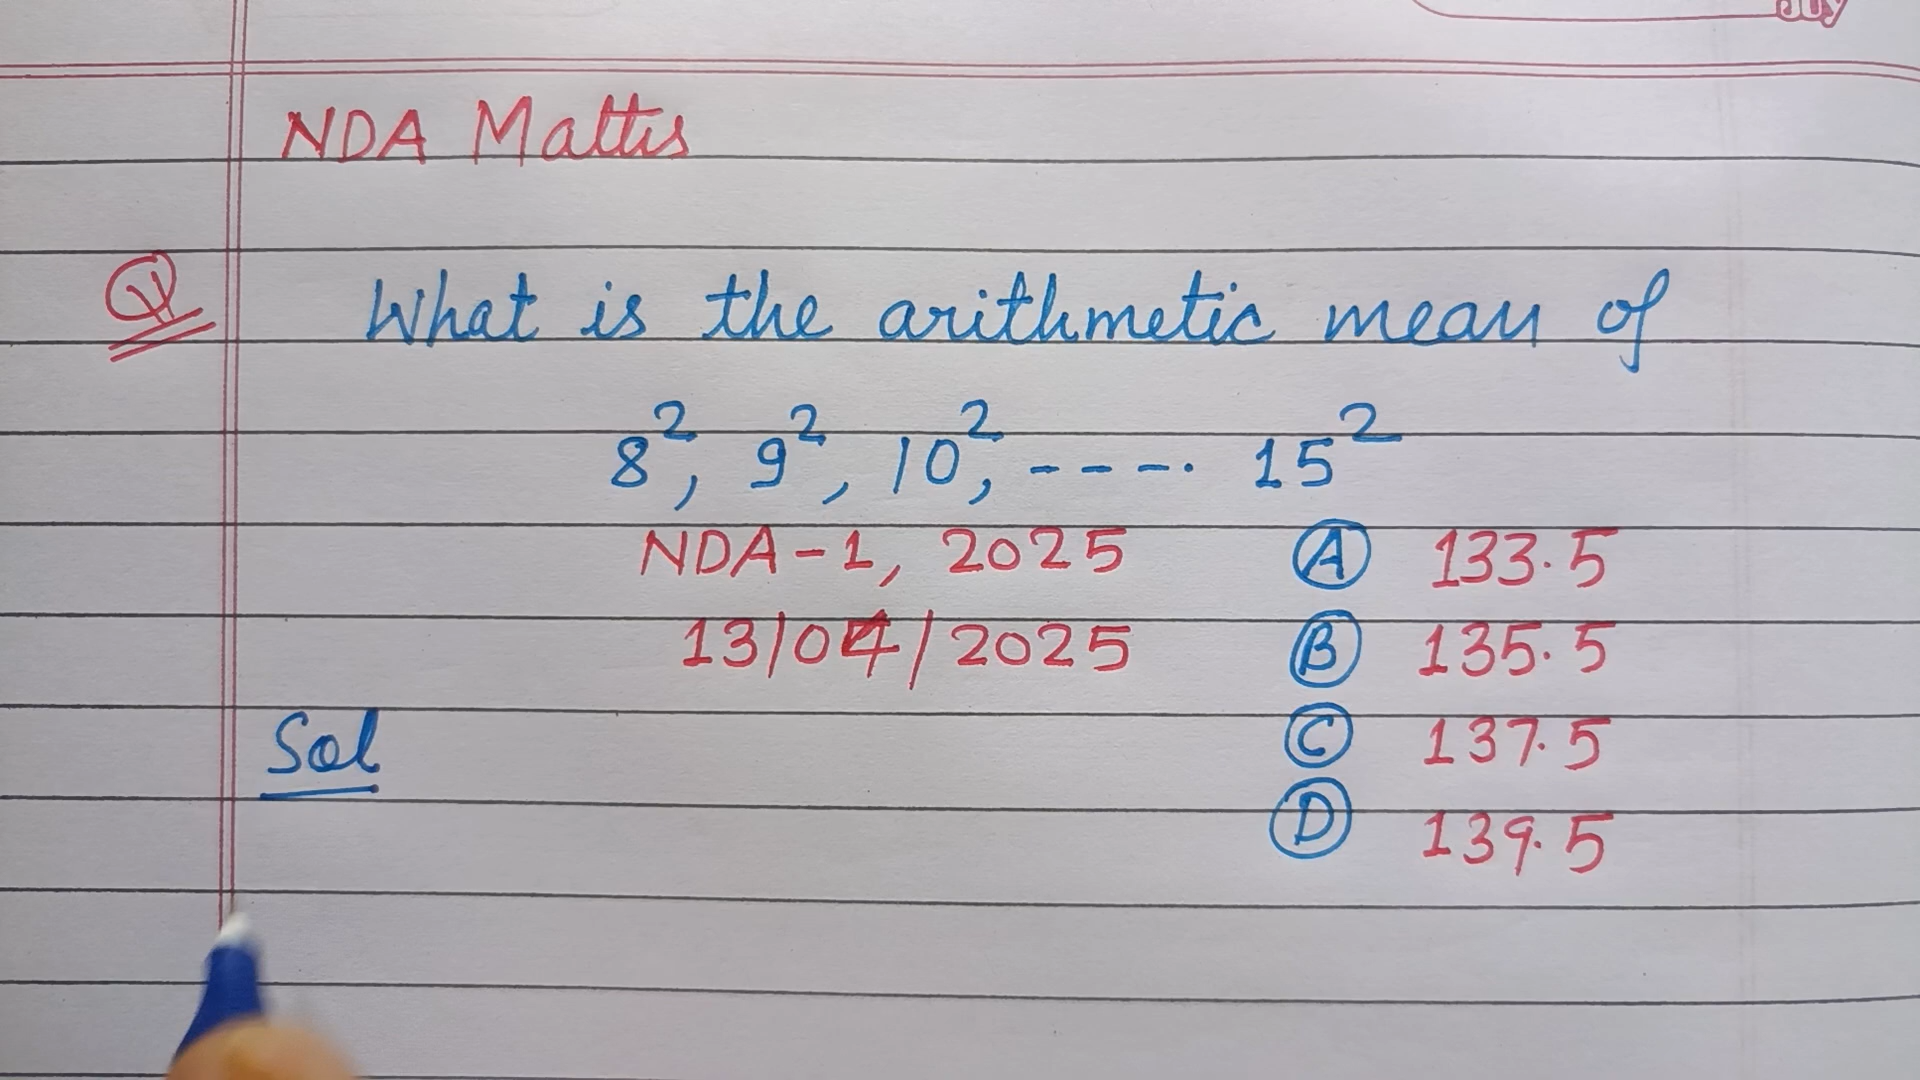 Joy
NDA Maths
Q What is the arithmetic mean of
8², 9², 10², ----. 15²
NDA-1, 2025 (A) 133.5
13/04/2025 (B) 135.5
(C) 137.5
Sol
(D) 139.5